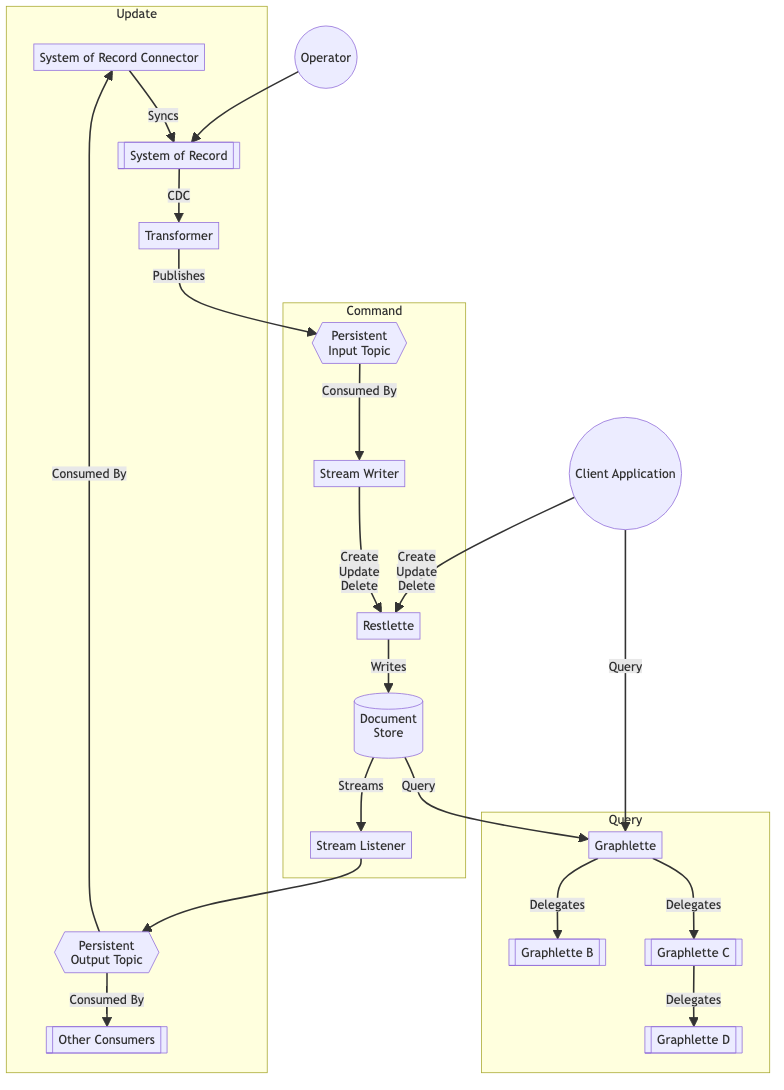 Update
System of Record Connector
Operator
Syncs
System of Record
CDC
Transformer
Publishes
Command
Persistent
Input Topic
Consumed By
Stream Writer
Client Application
Consumed By
Create
Update
Delete
Create
Update
Delete
Restlette
Writes
Query
Document
Store
Streams
Query
Query
Stream Listener
Graphlette
Delegates
Delegates
Persistent
Output Topic
Graphlette B
Graphlette C
Consumed By
Delegates
Other Consumers
Graphlette D